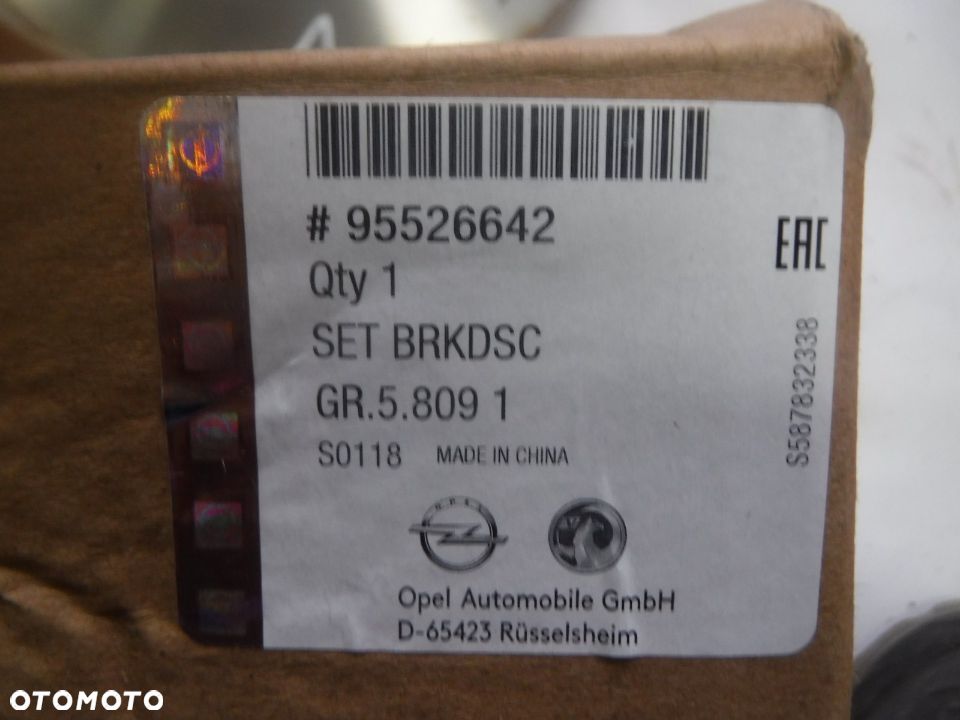 # 95526642
Qty 1
SET BRKDSC
GR.5.809 1
S0118 MADE IN CHINA
EAC
S587832338
OPEL
Opel Automobile GmbH
D-65423 Rüsselsheim
OTOMOTO